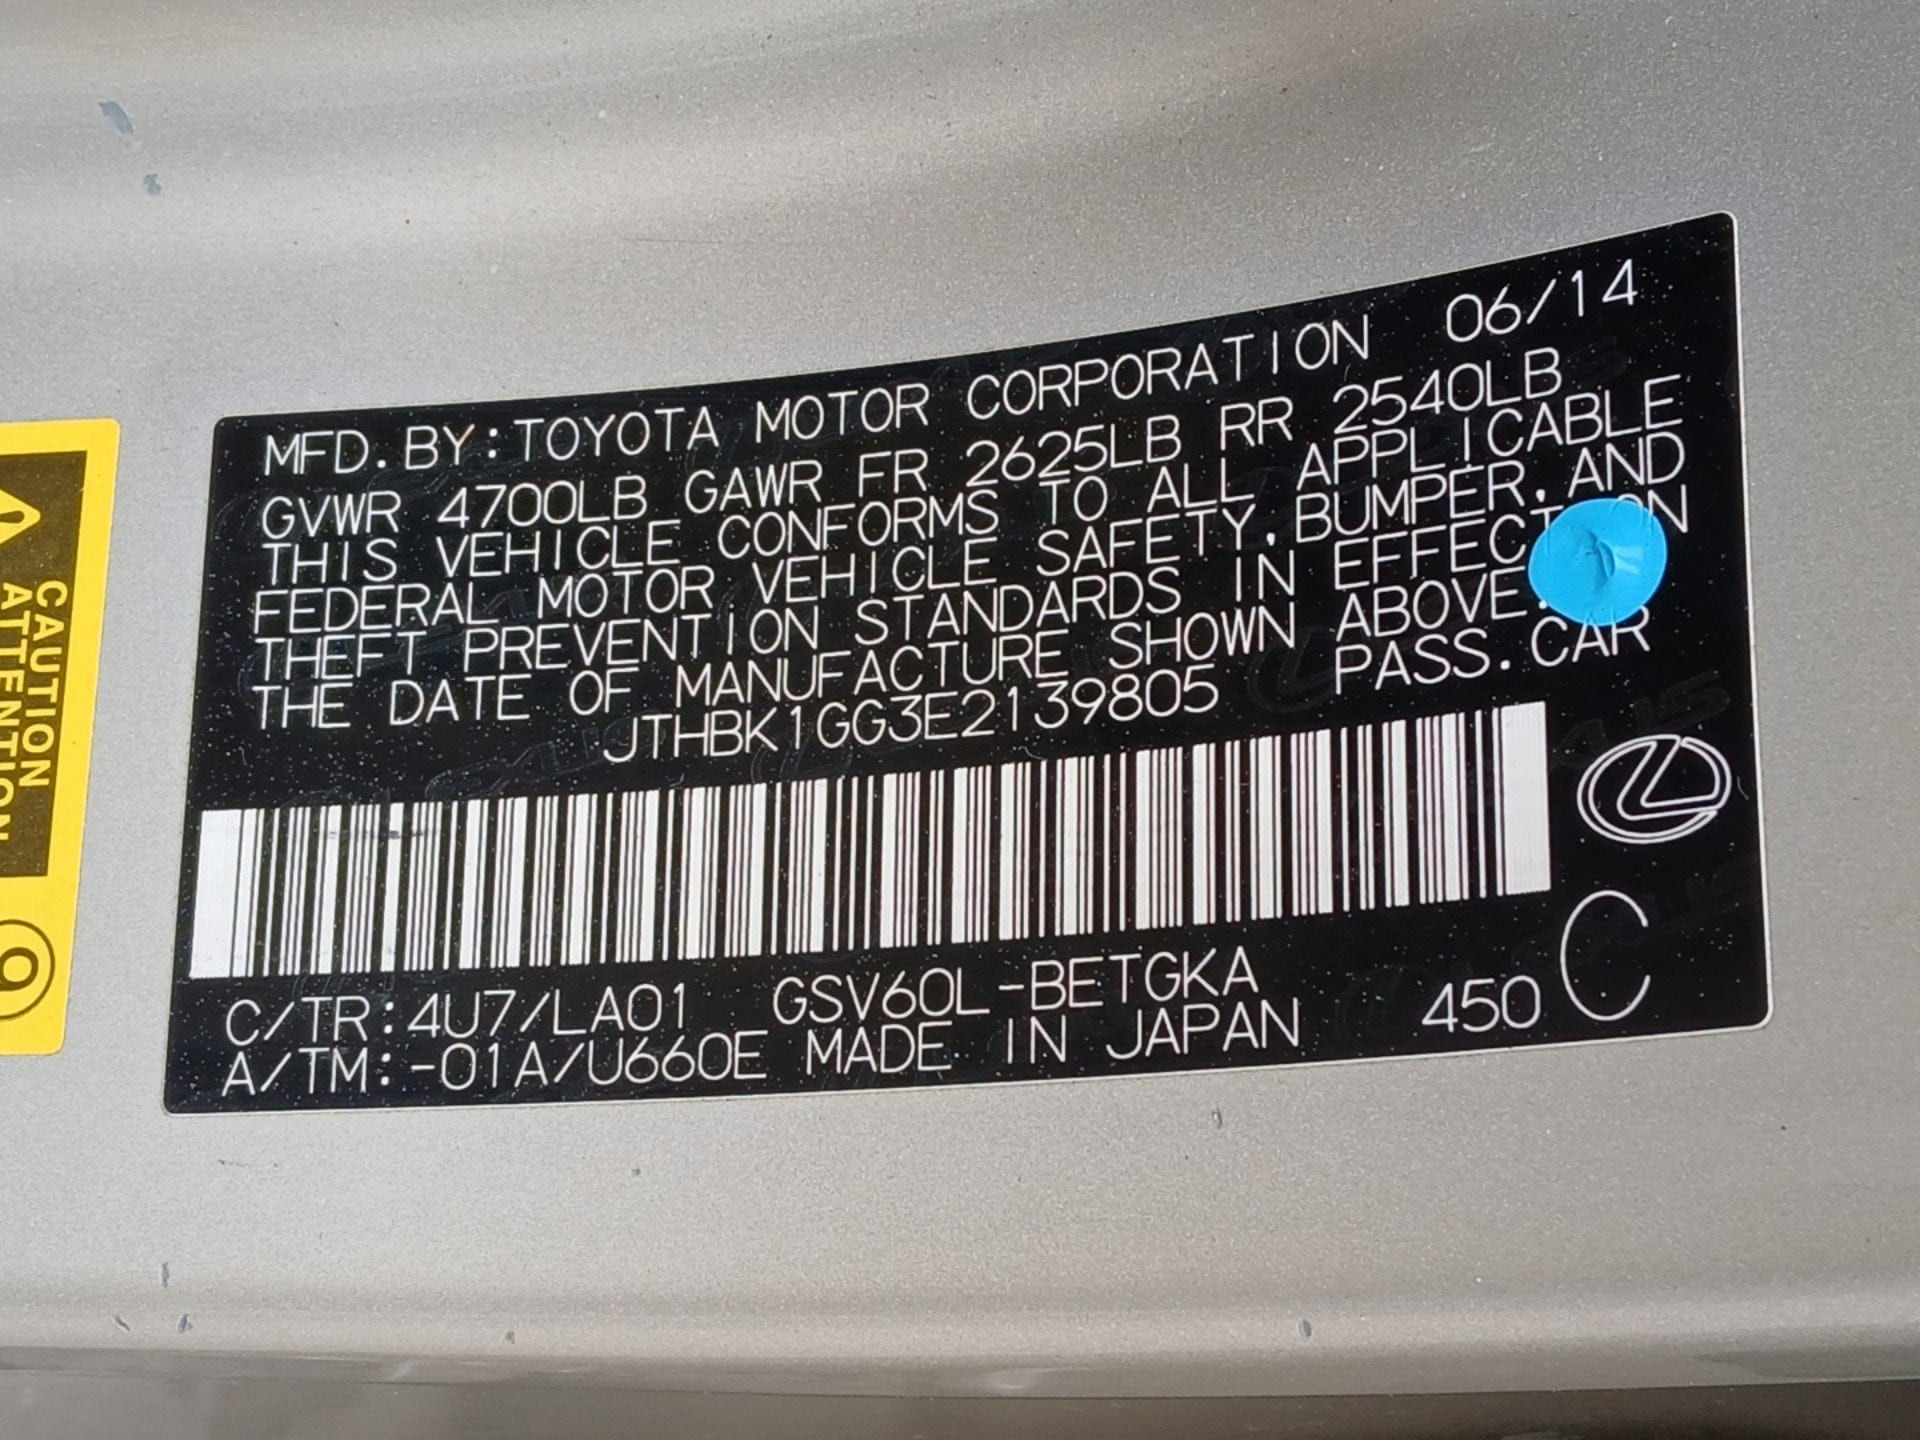 MFD.BY:TOYOTA MOTOR CORPORATION 06/14
GVWR 4700LB GAWR FR 2625LB RR 2540LB
THIS VEHICLE CONFORMS TO ALL APPLICABLE
FEDERAL MOTOR VEHICLE SAFETY,BUMPER,AND
THEFT PREVENTION STANDARDS IN EFFECT ON
THE DATE OF MANUFACTURE SHOWN ABOVE.
JTHBK1GG3E2139805 PASS.CAR
C/TR:4U7/LA01 GSV60L-BETGKA
A/TM:-01A/U660E MADE IN JAPAN 450 C
CAUTION
ATTENTION